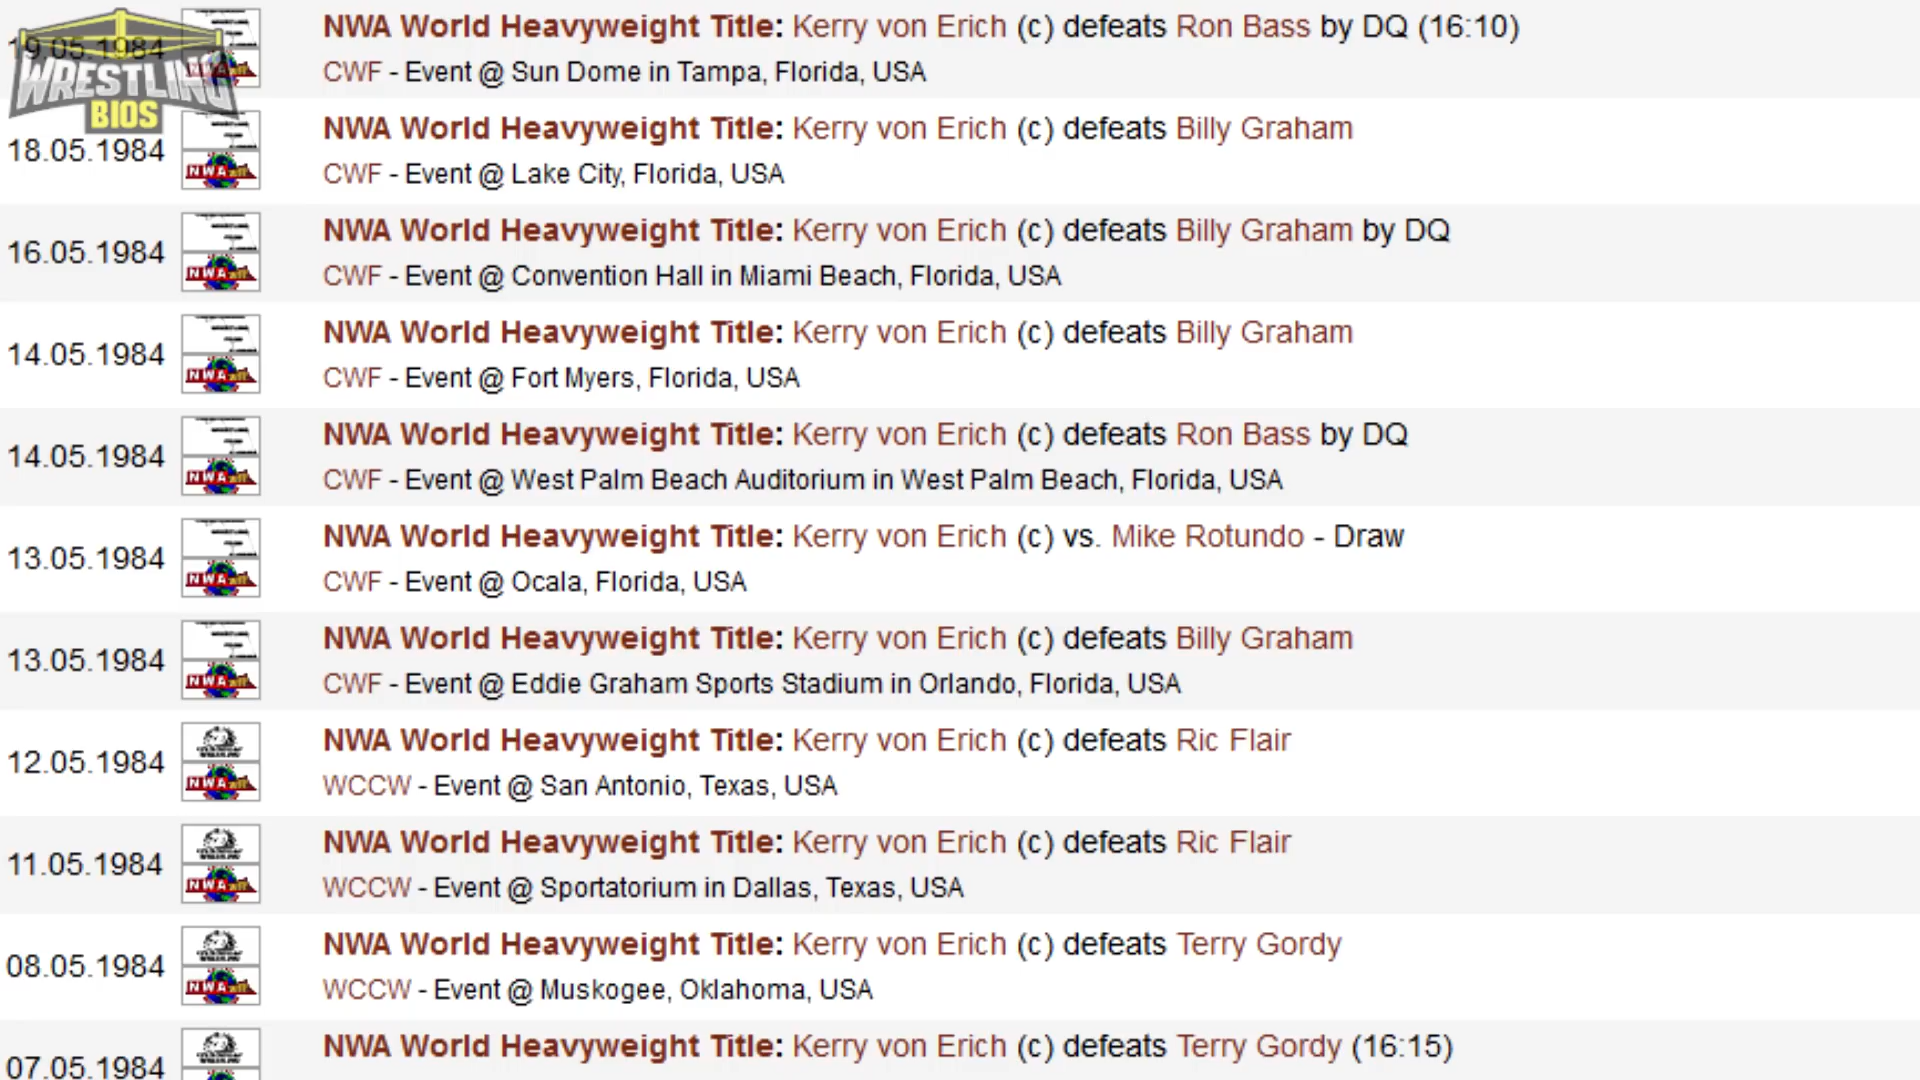 19.05.1984
WRESTLING
BIOS
NWA World Heavyweight Title: Kerry von Erich (c) defeats Ron Bass by DQ (16:10)
CWF - Event @ Sun Dome in Tampa, Florida, USA
18.05.1984
NWA
NWA World Heavyweight Title: Kerry von Erich (c) defeats Billy Graham
CWF - Event @ Lake City, Florida, USA
16.05.1984
NWA
NWA World Heavyweight Title: Kerry von Erich (c) defeats Billy Graham by DQ
CWF - Event @ Convention Hall in Miami Beach, Florida, USA
14.05.1984
NWA
NWA World Heavyweight Title: Kerry von Erich (c) defeats Billy Graham
CWF - Event @ Fort Myers, Florida, USA
14.05.1984
NWA
NWA World Heavyweight Title: Kerry von Erich (c) defeats Ron Bass by DQ
CWF - Event @ West Palm Beach Auditorium in West Palm Beach, Florida, USA
13.05.1984
NWA
NWA World Heavyweight Title: Kerry von Erich (c) vs. Mike Rotundo - Draw
CWF - Event @ Ocala, Florida, USA
13.05.1984
NWA
NWA World Heavyweight Title: Kerry von Erich (c) defeats Billy Graham
CWF - Event @ Eddie Graham Sports Stadium in Orlando, Florida, USA
12.05.1984
NWA
NWA World Heavyweight Title: Kerry von Erich (c) defeats Ric Flair
WCCW - Event @ San Antonio, Texas, USA
11.05.1984
NWA
NWA World Heavyweight Title: Kerry von Erich (c) defeats Ric Flair
WCCW - Event @ Sportatorium in Dallas, Texas, USA
08.05.1984
NWA
NWA World Heavyweight Title: Kerry von Erich (c) defeats Terry Gordy
WCCW - Event @ Muskogee, Oklahoma, USA
07.05.1984
NWA World Heavyweight Title: Kerry von Erich (c) defeats Terry Gordy (16:15)